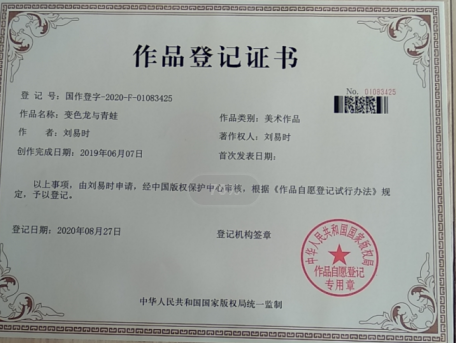 作品登记证书
No. 01083425
登 记 号：国作登字-2020-F-01083425
作品名称：变色龙与青蛙
作品类别：美术作品
作 者：刘易时
著作权人：刘易时
创作完成日期：2019年06月07日
首次发表日期：
以上事项，由刘易时申请，经中国版权保护中心审核，根据《作品自愿登记试行办法》规
定，予以登记。
登记日期：2020年08月27日
登记机构签章
中华人民共和国国家版权局
作品自愿登记
专用章
中华人民共和国国家版权局统一监制